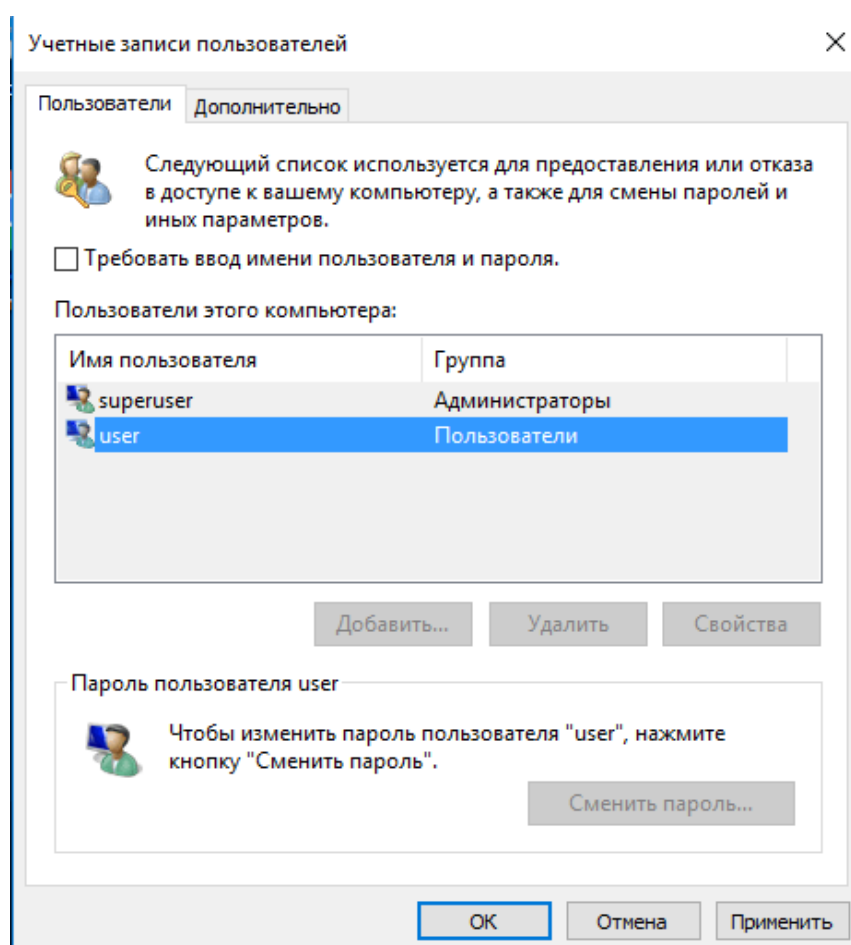 Учетные записи пользователей
Пользователи Дополнительно
Следующий список используется для предоставления или отказа
в доступе к вашему компьютеру, а также для смены паролей и
иных параметров.
Требовать ввод имени пользователя и пароля.
Пользователи этого компьютера:
Имя пользователя Группа
superuser Администраторы
user Пользователи
Добавить... Удалить Свойства
Пароль пользователя user
Чтобы изменить пароль пользователя "user", нажмите
кнопку "Сменить пароль".
Сменить пароль...
ОК Отмена Применить